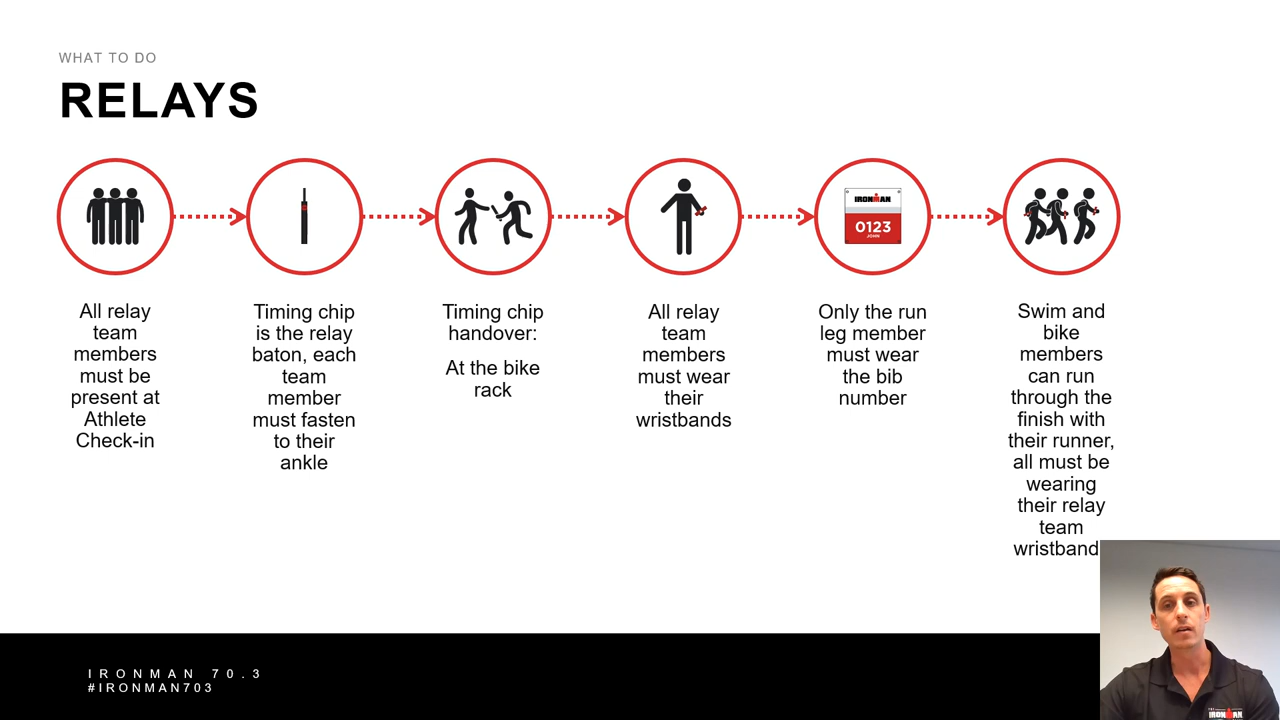 WHAT TO DO
RELAYS
IRONMAN
0123
JOHN
All relay
team
members
must be
present at
Athlete
Check-in
Timing chip
is the relay
baton, each
team
member
must fasten
to their
ankle
Timing chip
handover:
At the bike
rack
All relay
team
members
must wear
their
wristbands
Only the run
leg member
must wear
the bib
number
Swim and
bike
members
can run
through the
finish with
their runner,
all must be
wearing
their relay
team
wristband
IRONMAN 70.3
#IRONMAN703
IRONMAN